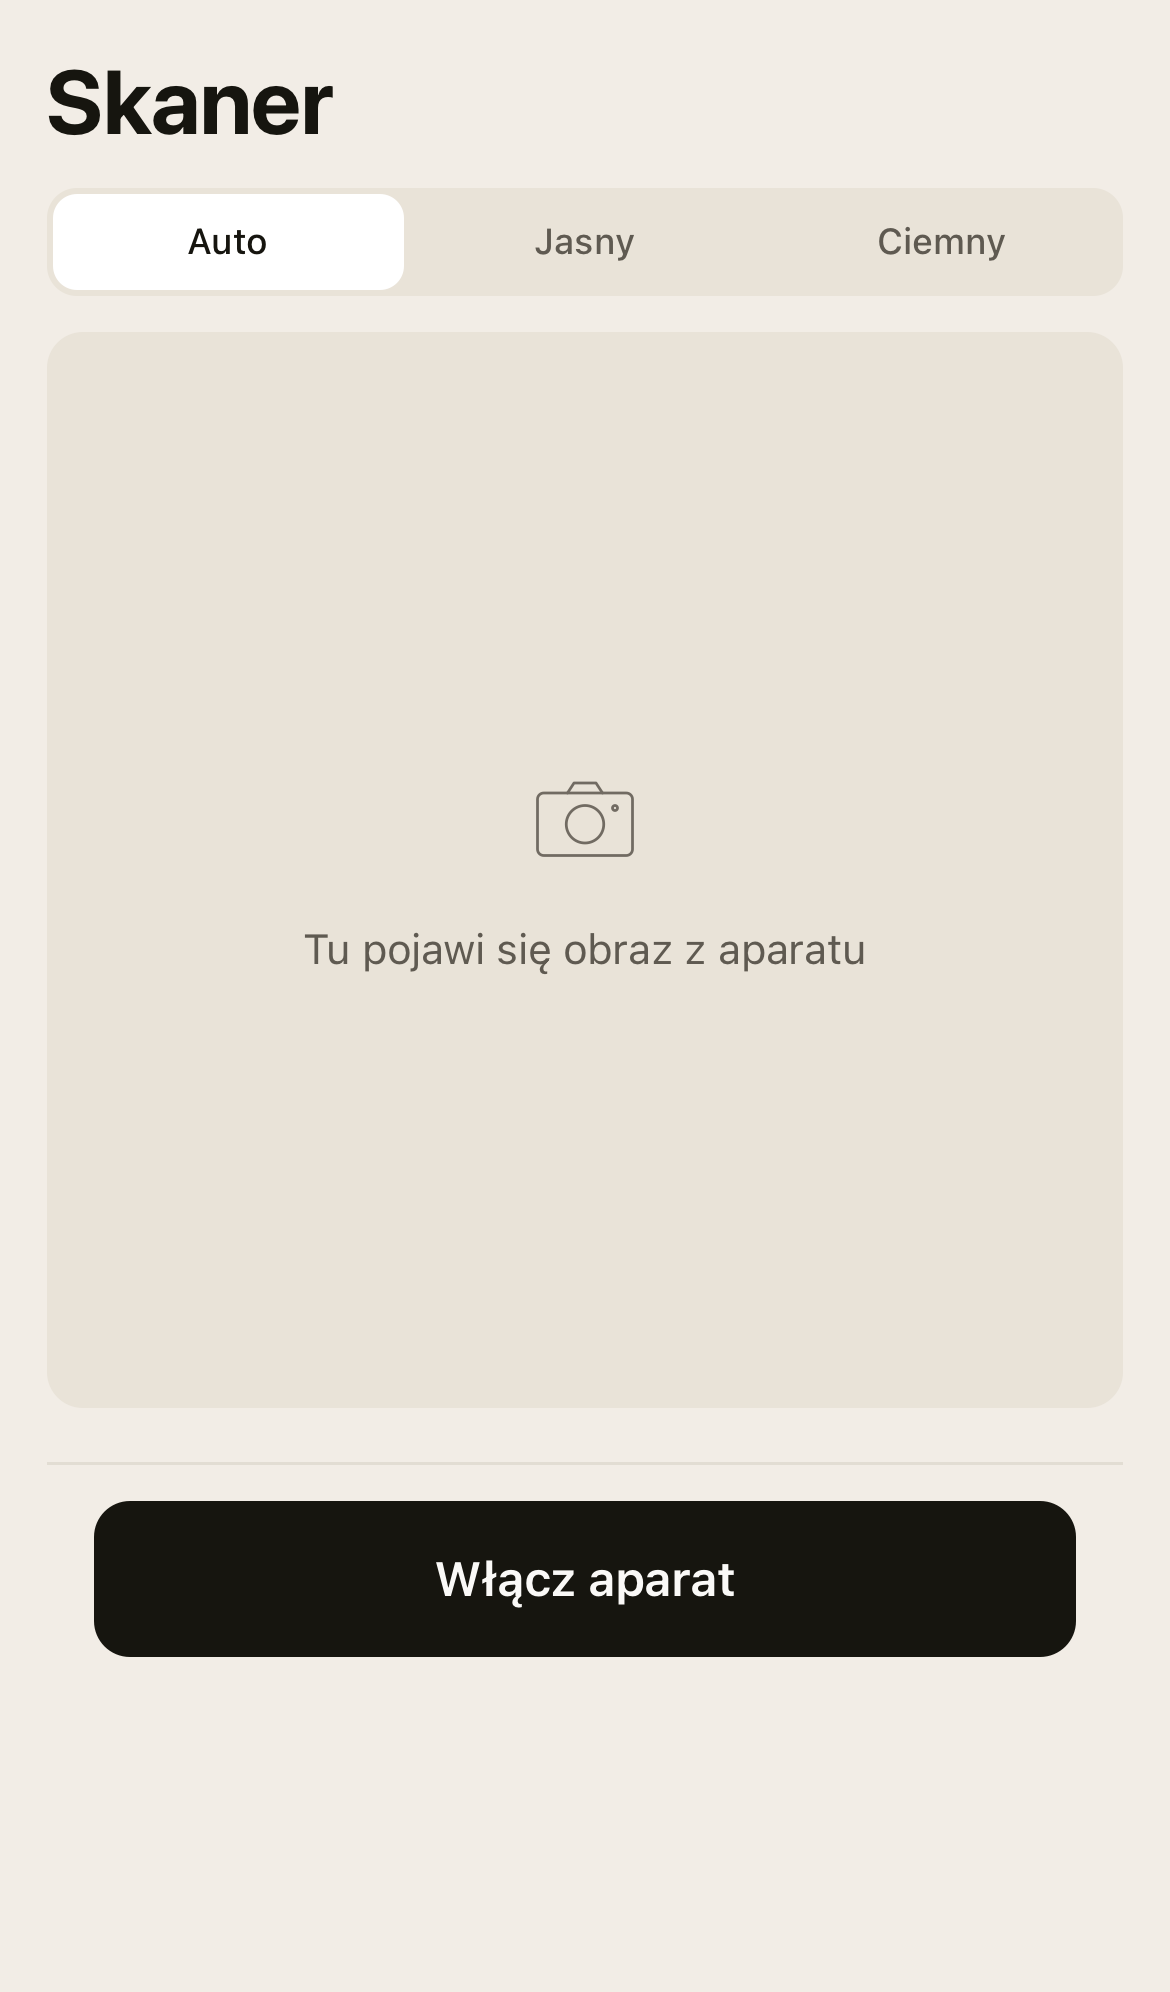 Skaner
Auto
Jasny
Ciemny
Tu pojawi się obraz z aparatu
Włącz aparat